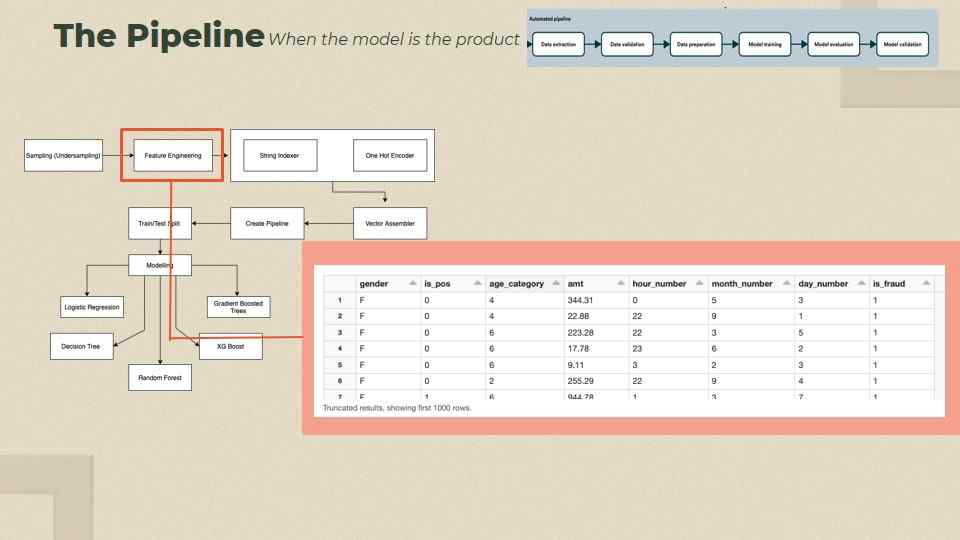 The Pipeline When the model is the product
Automated pipeline
Data extraction
Data validation
Data preparation
Model training
Model evaluation
Model validation
Sampling (Undersampling)
Feature Engineering
String Indexer
One Hot Encoder
Train/Test Split
Create Pipeline
Vector Assembler
Modelling
Logistic Regression
Gradient Boosted
Trees
Decision Tree
XG Boost
Random Forest
gender is_pos age_category amt hour_number month_number day_number is_fraud
1 F 0 4 344.31 0 5 3 1
2 F 0 4 22.88 22 9 1 1
3 F 0 6 223.28 22 3 5 1
4 F 0 6 17.78 23 6 2 1
5 F 0 6 9.11 3 2 3 1
6 F 0 2 255.29 22 9 4 1
7 F 1 6 944.78 1 3 7 1
Truncated results, showing first 1000 rows.